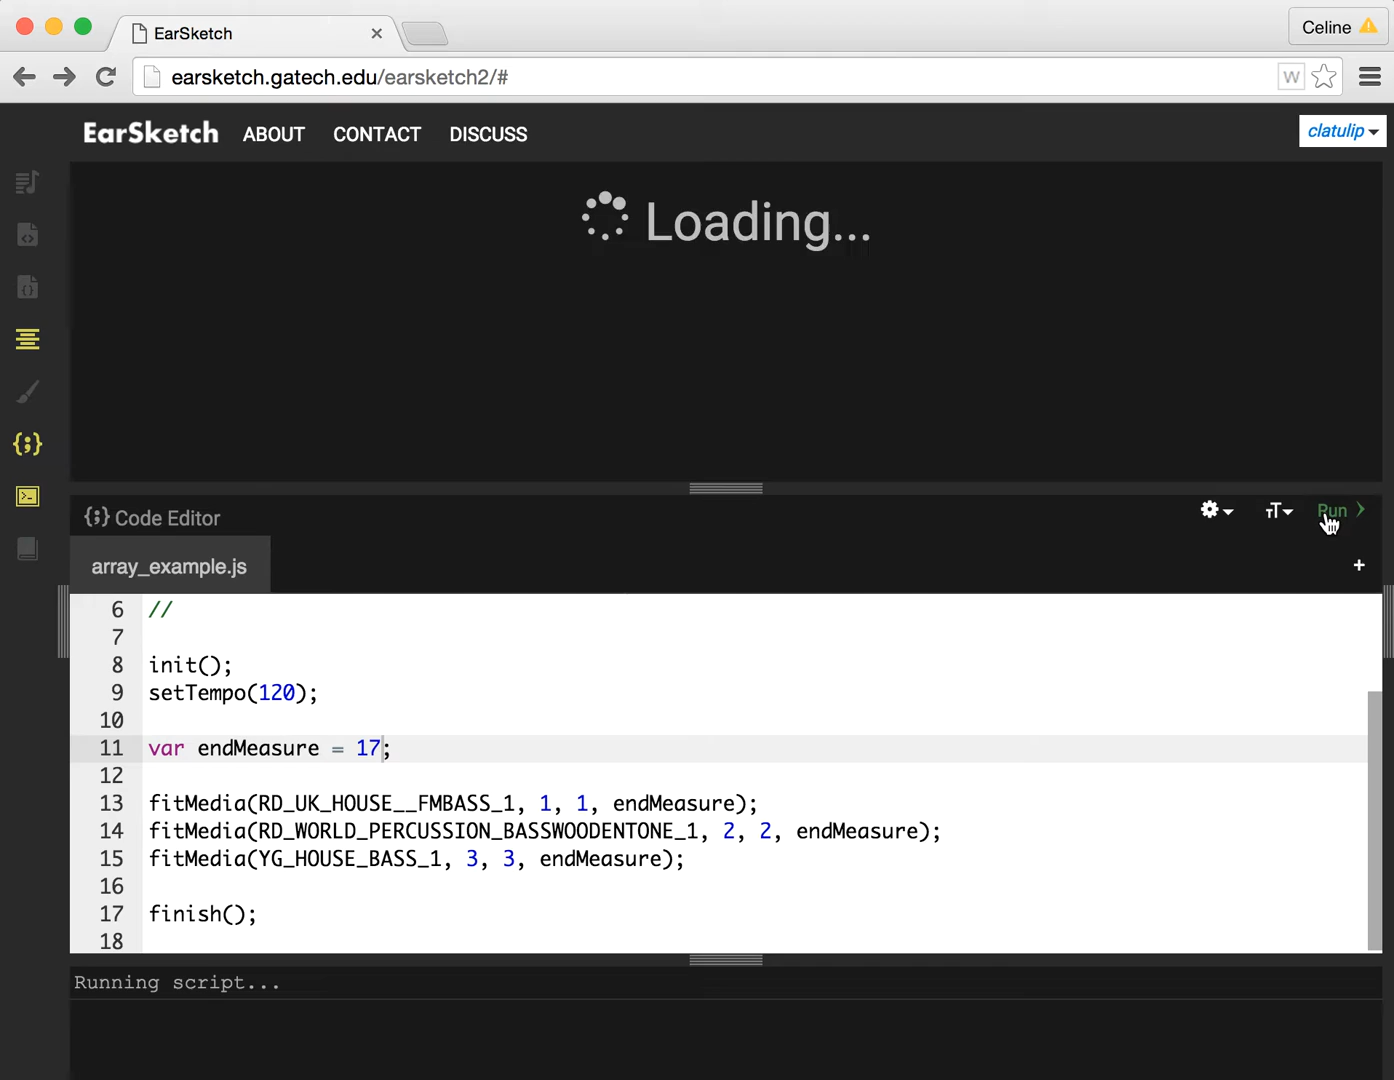 EarSketch
Celine
earsketch.gatech.edu/earsketch2/#
W
EarSketch ABOUT CONTACT DISCUSS
clatulip
Loading...
{;} Code Editor
TT
Run
array_example.js
+
6 //
7
8 init();
9 setTempo(120);
10
11 var endMeasure = 17;
12
13 fitMedia(RD_UK_HOUSE__FMBASS_1, 1, 1, endMeasure);
14 fitMedia(RD_WORLD_PERCUSSION_BASSWOODENTONE_1, 2, 2, endMeasure);
15 fitMedia(YG_HOUSE_BASS_1, 3, 3, endMeasure);
16
17 finish();
18
Running script...